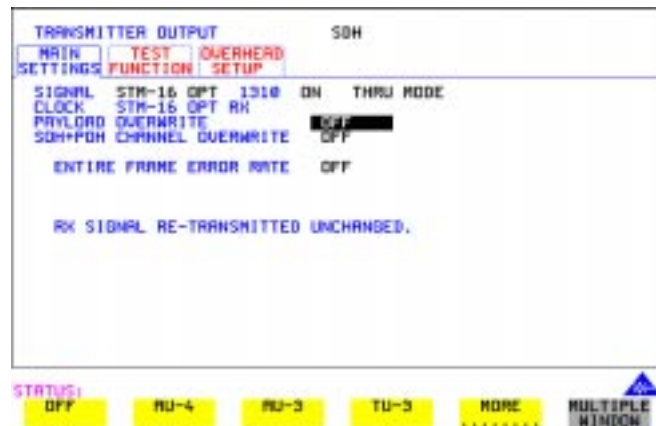 TRANSMITTER OUTPUT SDH
MAIN SETTINGS TEST FUNCTION OVERHEAD SETUP
SIGNAL STM-16 OPT 1310 ON THRU MODE
CLOCK STM-16 OPT RX
PAYLOAD OVERWRITE OFF
SOH+POH CHANNEL OVERWRITE OFF
ENTIRE FRAME ERROR RATE OFF
RX SIGNAL RE-TRANSMITTED UNCHANGED.
STATUS:
OFF AU-4 AU-3 TU-3 MORE MULTIPLE
WINDOW